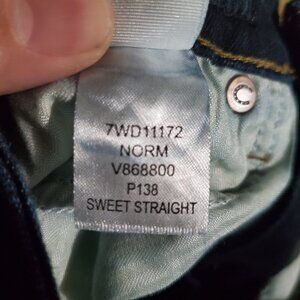 7WD11172
NORM
V868800
P138
SWEET STRAIGHT